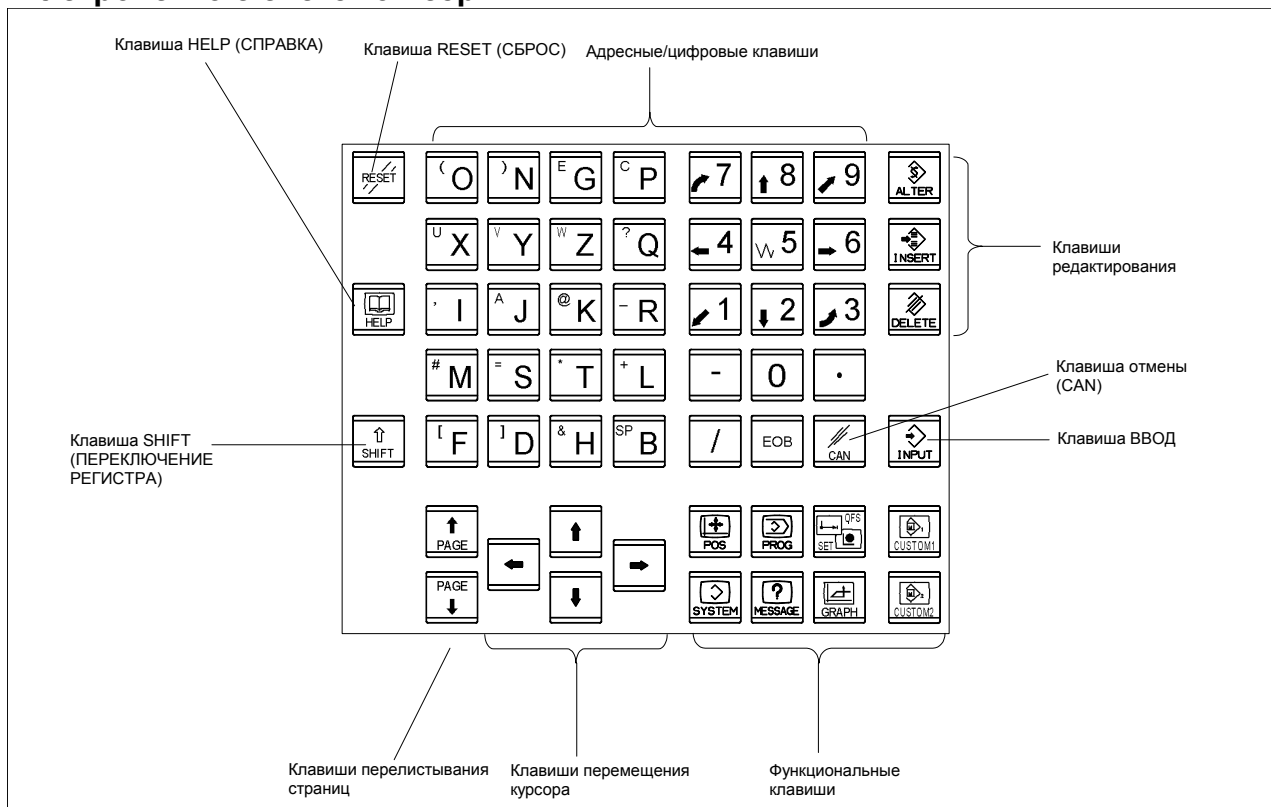 Клавиша HELP (СПРАВКА)
Клавиша RESET (СБРОС)
Адресные/цифровые клавиши
RESET
( O
) N
E G
C P
7
8
9
ALTER
U X
V Y
W Z
? Q
4
5
6
INSERT
Клавиши
редактирования
HELP
, I
A J
@ K
- R
1
2
3
DELETE
# M
= S
* T
+ L
-
0
.
Клавиша отмены
(CAN)
Клавиша SHIFT
(ПЕРЕКЛЮЧЕНИЕ
РЕГИСТРА)
SHIFT
[ F
] D
& H
SP B
/
EOB
CAN
INPUT
Клавиша ВВОД
PAGE
POS
PROG
QFS
SET
CUSTOM1
PAGE
SYSTEM
?
MESSAGE
GRAPH
CUSTOM2
Клавиши перелистывания
страниц
Клавиши перемещения
курсора
Функциональные
клавиши